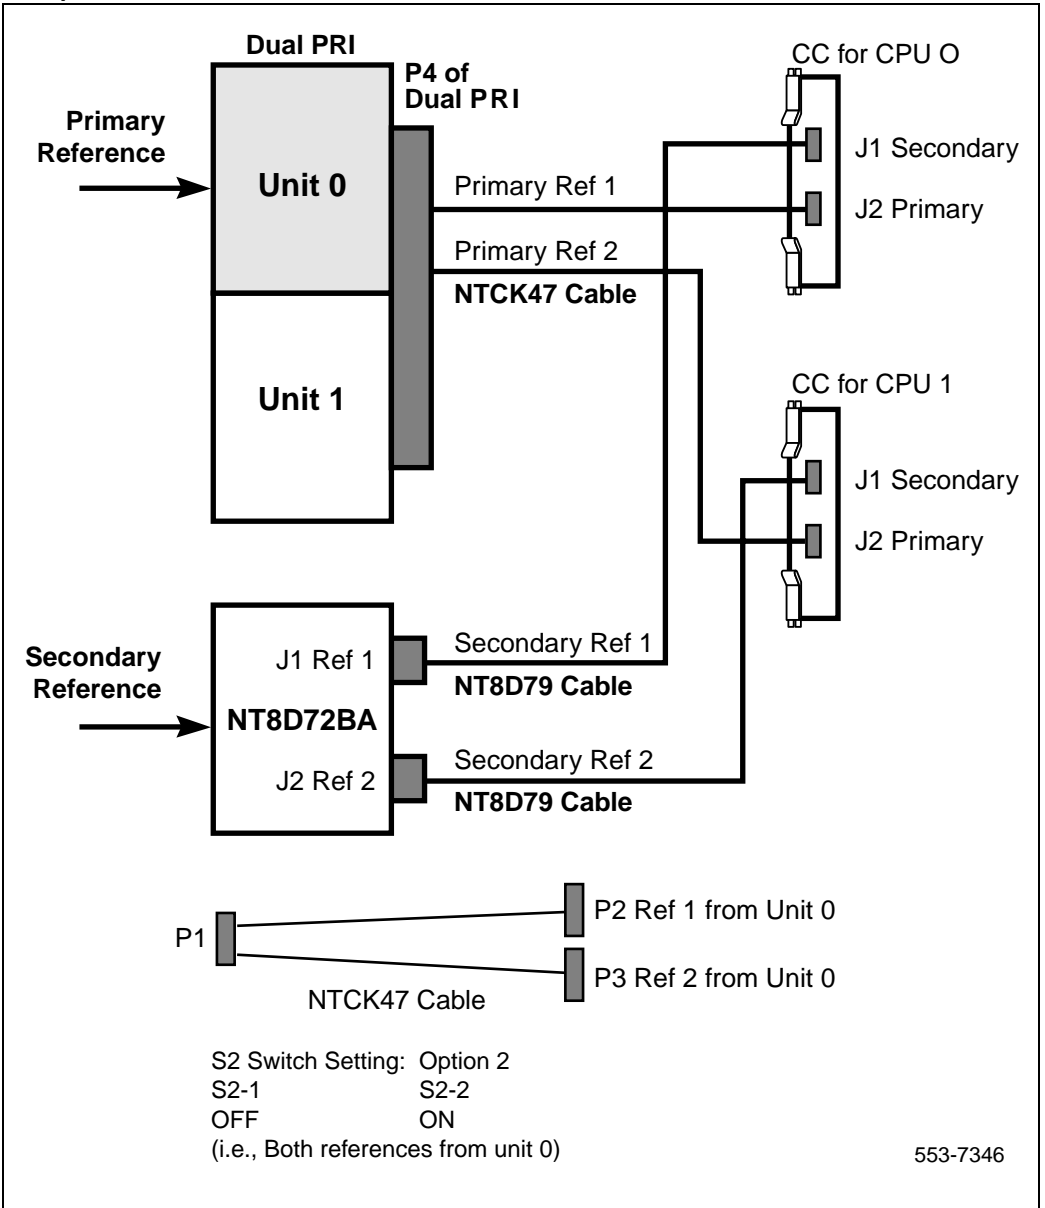 Dual PRI
P4 of
Dual PRI
CC for CPU O
Primary
Reference
Unit 0
Primary Ref 1
J1 Secondary
J2 Primary
Primary Ref 2
NTCK47 Cable
Unit 1
CC for CPU 1
J1 Secondary
J2 Primary
Secondary
Reference
J1 Ref 1
NT8D72BA
J2 Ref 2
Secondary Ref 1
NT8D79 Cable
Secondary Ref 2
NT8D79 Cable
P1
P2 Ref 1 from Unit 0
P3 Ref 2 from Unit 0
NTCK47 Cable
S2 Switch Setting: Option 2
S2-1 S2-2
OFF ON
(i.e., Both references from unit 0)
553-7346